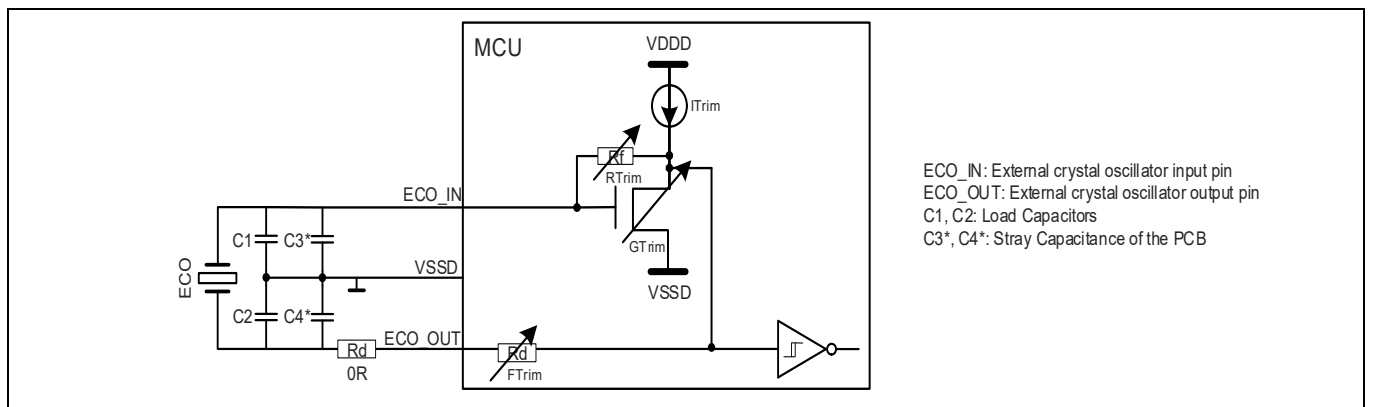 MCU
VDDD
ITrim
Rf
RTrim
ECO_IN
GTrim
C1
C3*
VSSD
VSSD
ECO
C2
C4*
ECO_OUT
Rd
0R
Rd
FTrim
ECO_IN: External crystal oscillator input pin
ECO_OUT: External crystal oscillator output pin
C1, C2: Load Capacitors
C3*, C4*: Stray Capacitance of the PCB